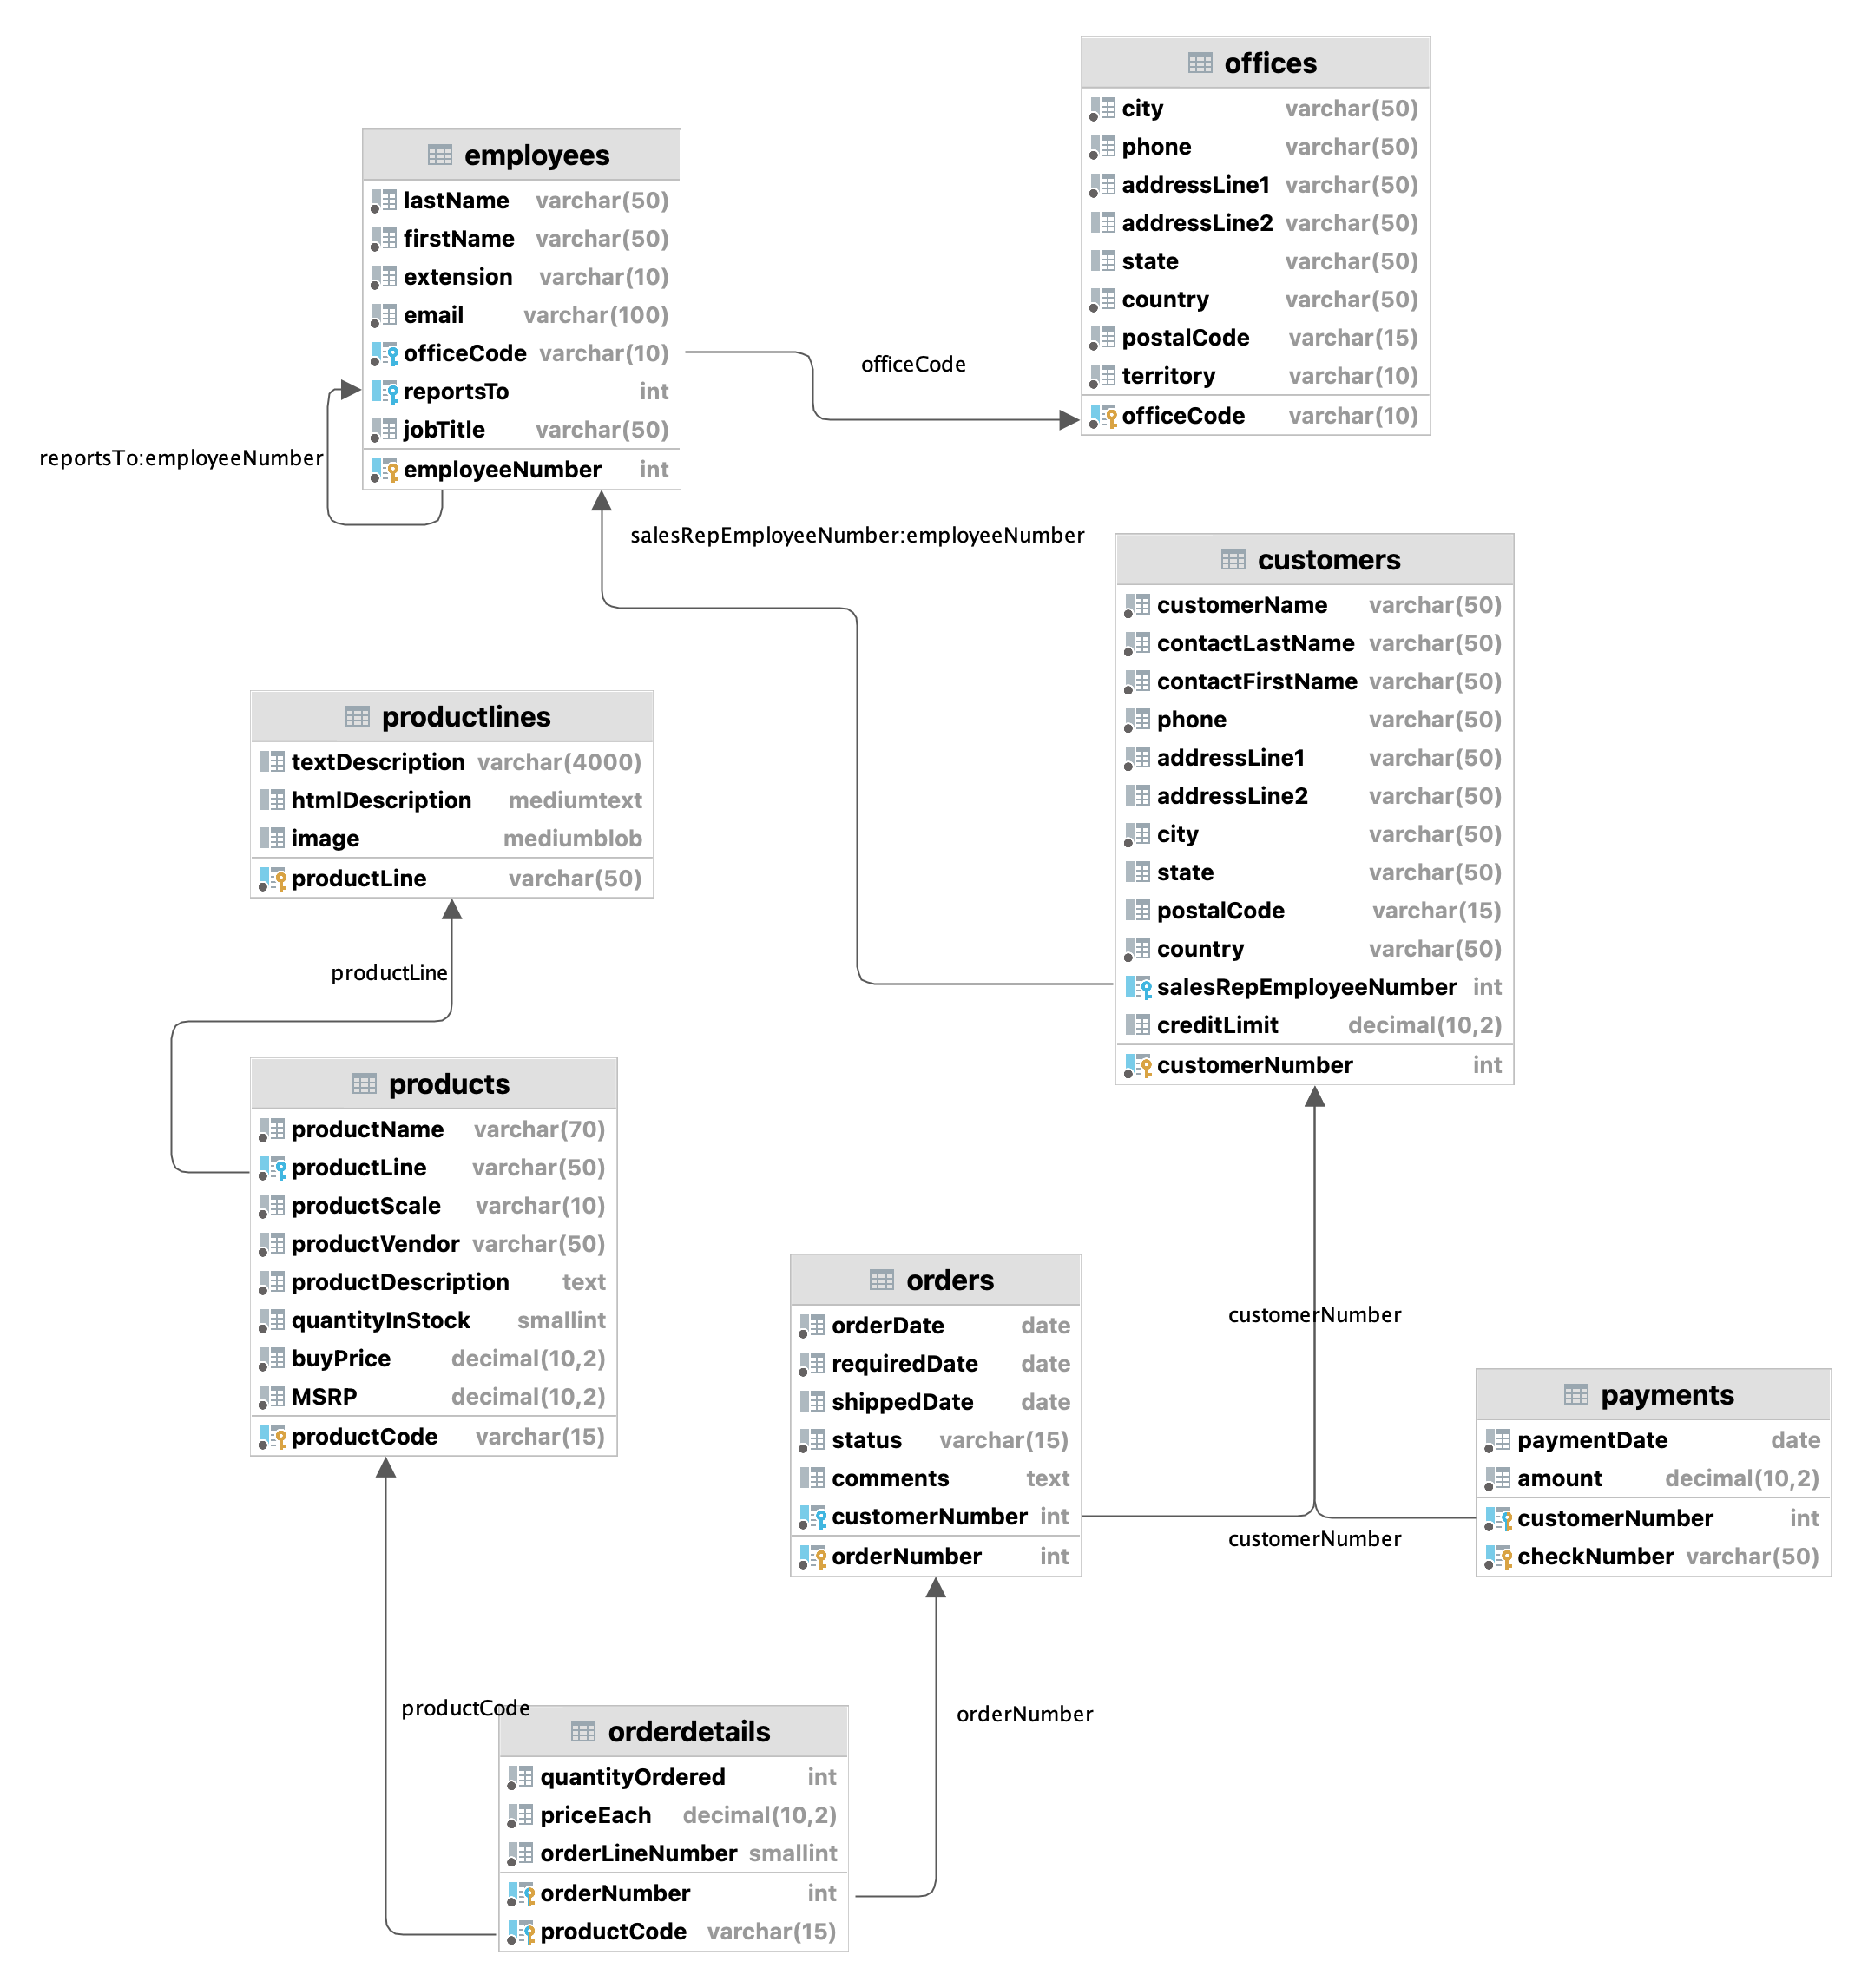 offices
city varchar(50)
phone varchar(50)
addressLine1 varchar(50)
addressLine2 varchar(50)
state varchar(50)
country varchar(50)
postalCode varchar(15)
territory varchar(10)
officeCode varchar(10)
employees
lastName varchar(50)
firstName varchar(50)
extension varchar(10)
email varchar(100)
officeCode varchar(10)
reportsTo int
jobTitle varchar(50)
employeeNumber int
officeCode
reportsTo:employeeNumber
salesRepEmployeeNumber:employeeNumber
customers
customerName varchar(50)
contactLastName varchar(50)
contactFirstName varchar(50)
phone varchar(50)
addressLine1 varchar(50)
addressLine2 varchar(50)
city varchar(50)
state varchar(50)
postalCode varchar(15)
country varchar(50)
salesRepEmployeeNumber int
creditLimit decimal(10,2)
customerNumber int
productlines
textDescription varchar(4000)
htmlDescription mediumtext
image mediumblob
productLine varchar(50)
productLine
products
productName varchar(70)
productLine varchar(50)
productScale varchar(10)
productVendor varchar(50)
productDescription text
quantityInStock smallint
buyPrice decimal(10,2)
MSRP decimal(10,2)
productCode varchar(15)
orders
orderDate date
requiredDate date
shippedDate date
status varchar(15)
comments text
customerNumber int
orderNumber int
customerNumber
customerNumber
payments
paymentDate date
amount decimal(10,2)
customerNumber int
checkNumber varchar(50)
productCode
orderNumber
orderdetails
quantityOrdered int
priceEach decimal(10,2)
orderLineNumber smallint
orderNumber int
productCode varchar(15)